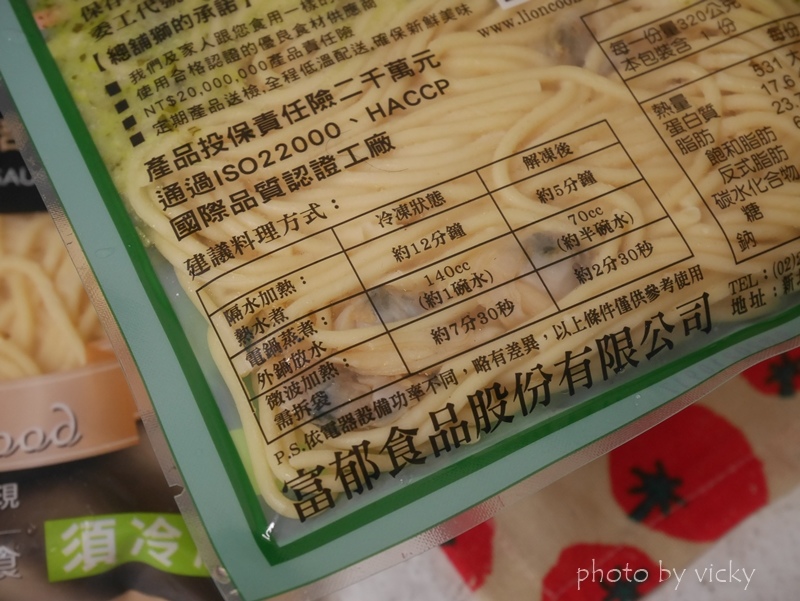 委工代號
【總舖獅的承諾】
■ 我們及家人跟您食用一樣的
■ 使用合格認證的優良食材供應商
■ NT$20,000,000產品責任險
■ 定期產品送檢,全程低溫配送,確保新鮮美味
產品投保責任險二千萬元
通過ISO22000、HACCP
國際品質認證工廠
建議料理方式：
冷凍狀態 解凍後
隔水加熱：
熱水煮： 約12分鐘 約5分鐘
電鍋蒸煮：
外鍋放水 140cc (約1碗水) 70cc (約半碗水)
微波加熱：
需拆袋 約7分30秒 約2分30秒
P.S.依電器設備功率不同，略有差異，以上條件僅供參考使用
富郁食品股份有限公司
每一份量320公克
本包裝含 1 份
每份
熱量 531
蛋白質 17.6
脂肪 23.
飽和脂肪
反式脂肪
碳水化合物
糖
鈉
TEL：(02)
地址：新
須冷
photo by vicky